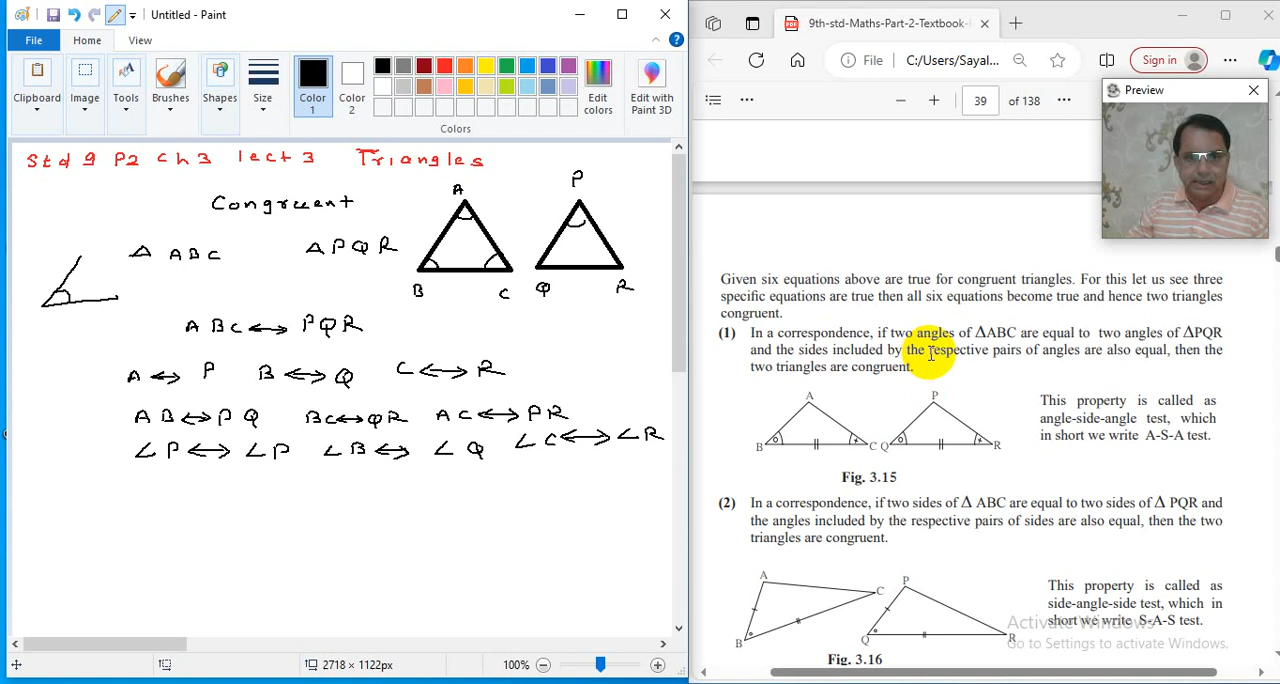 Untitled - Paint
File
Home
View
Clipboard
Image
Tools
Brushes
Shapes
Size
Color 1
Color 2
Edit colors
Edit with Paint 3D
Colors
Std 9 P2 Ch 3 lect 3 Triangles
Congruent
A
P
△ ABC
△ PQR
B
C
Q
R
ABC ↔ PQR
A ↔ P B ↔ Q C ↔ R
AB ↔ PQ BC ↔ QR AC ↔ PR
∠P ↔ ∠P ∠B ↔ ∠Q ∠C ↔ ∠R
2718 × 1122px
100%
9th-std-Maths-Part-2-Textbook-
File
C:/Users/Sayal...
Sign in
39
of 138
Preview
Given six equations above are true for congruent triangles. For this let us see three
specific equations are true then all six equations become true and hence two triangles
congruent.
(1) In a correspondence, if two angles of ΔABC are equal to two angles of ΔPQR
and the sides included by the respective pairs of angles are also equal, then the
two triangles are congruent.
A
P
B
C
Q
R
This property is called as
angle-side-angle test, which
in short we write A-S-A test.
Fig. 3.15
(2) In a correspondence, if two sides of Δ ABC are equal to two sides of Δ PQR and
the angles included by the respective pairs of sides are also equal, then the two
triangles are congruent.
A
C
P
B
Q
R
This property is called as
side-angle-side test, which in
short we write S-A-S test.
Fig. 3.16
Activate Windows
Go to Settings to activate Windows.